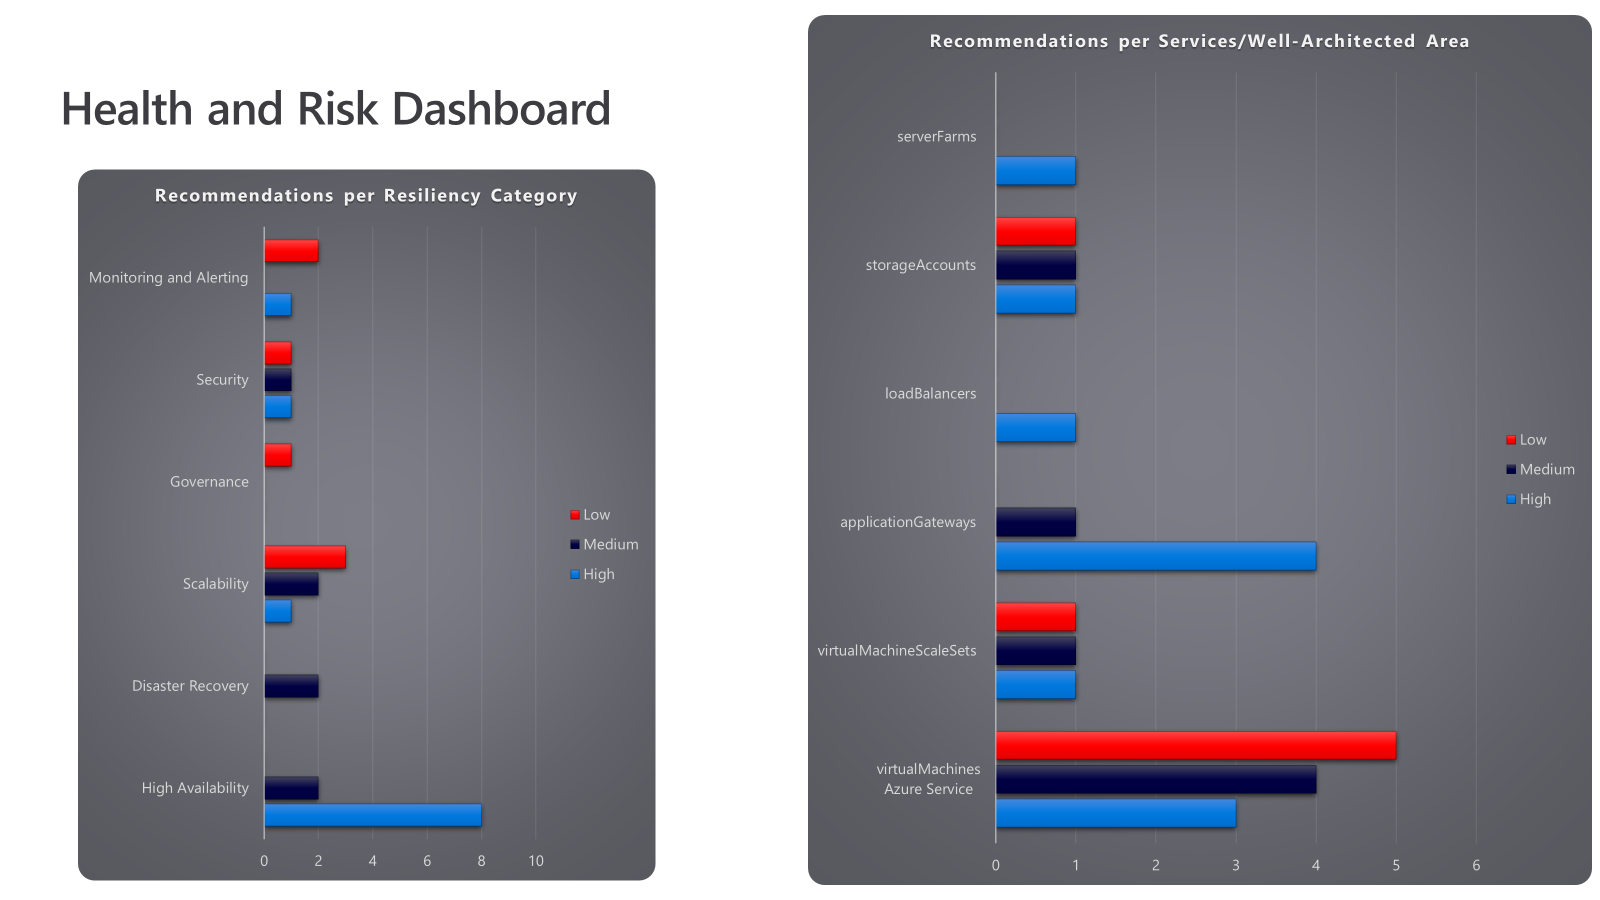 Health and Risk Dashboard
Recommendations per Resiliency Category
Monitoring and Alerting
Security
Governance
Scalability
Disaster Recovery
High Availability
0 2 4 6 8 10
Low
Medium
High
Recommendations per Services/Well-Architected Area
serverFarms
storageAccounts
loadBalancers
applicationGateways
virtualMachineScaleSets
virtualMachines
Azure Service
0 1 2 3 4 5 6
Low
Medium
High